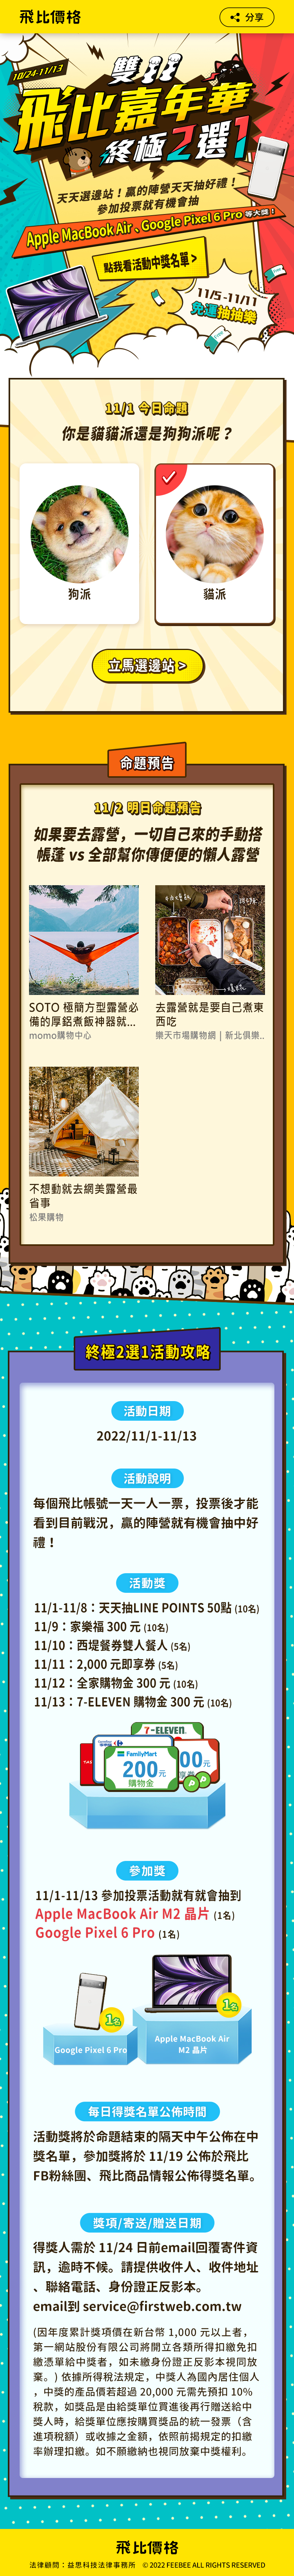 飛比價格
分享
10/24-11/13
雙11
飛比嘉年華
終極2選1
天天選邊站！贏的陣營天天抽好禮！
參加投票就有機會抽
Apple MacBook Air、Google Pixel 6 Pro 等大獎！
點我看活動中獎名單 >
11/5 -11/11
免運抽抽樂
11/1 今日命題
你是貓貓派還是狗狗派呢？
狗派
貓派
立馬選邊站 >
命題預告
11/2 明日命題預告
如果要去露營，一切自己來的手動搭
帳蓬 vs 全部幫你傳便便的懶人露營
SOTO 極簡方型露營必
備的厚鋁煮飯神器就...
momo購物中心
去露營就是要自己煮東
西吃
樂天市場購物網 | 新北俱樂..
不想動就去網美露營最
省事
松果購物
終極2選1活動攻略
活動日期
2022/11/1-11/13
活動說明
每個飛比帳號一天一人一票，投票後才能
看到目前戰況，贏的陣營就有機會抽中好
禮！
活動獎
11/1-11/8：天天抽LINE POINTS 50點 (10名)
11/9：家樂福 300 元 (10名)
11/10：西堤餐券雙人餐人 (5名)
11/11：2,000 元即享券 (5名)
11/12：全家購物金 300 元 (10名)
11/13：7-ELEVEN 購物金 300 元 (10名)
7-ELEVEN.
FamilyMart
200元
購物金
00元
參加獎
11/1-11/13 參加投票活動就有就會抽到
Apple MacBook Air M2 晶片 (1名)
Google Pixel 6 Pro (1名)
1名
1名
Google Pixel 6 Pro
Apple MacBook Air
M2 晶片
每日得獎名單公佈時間
活動獎將於命題結束的隔天中午公佈在中
獎名單，參加獎將於 11/19 公佈於飛比
FB粉絲團、飛比商品情報公佈得獎名單。
獎項/寄送/贈送日期
得獎人需於 11/24 日前email回覆寄件資
訊，逾時不候。請提供收件人、收件地址
、聯絡電話、身份證正反影本。
email到 service@firstweb.com.tw
(因年度累計獎項價在新台幣 1,000 元以上者，
第一網站股份有限公司將開立各類所得扣繳免扣
繳憑單給中獎者，如未繳身份證正反影本視同放
棄。) 依據所得稅法規定，中獎人為國內居住個人
，中獎的產品價若超過 20,000 元需先預扣 10%
稅款，如獎品是由給獎單位買進後再行贈送給中
獎人時，給獎單位應按購買獎品的統一發票（含
進項稅額）或收據之金額，依照前揭規定的扣繳
率辦理扣繳。如不願繳納也視同放棄中獎權利。
飛比價格
法律顧問：益思科技法律事務所 © 2022 FEEBEE ALL RIGHTS RESERVED